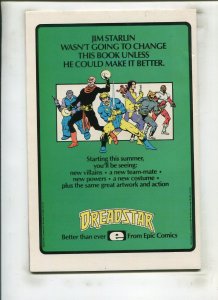 JIM STARLIN
WASN'T GOING TO CHANGE
THIS BOOK UNLESS
HE COULD MAKE IT BETTER.
Starting this summer,
you'll be seeing:
new villains • a new team-mate •
new powers • a new costume •
plus the same great artwork and action
DREADSTAR
Better than ever e From Epic Comics